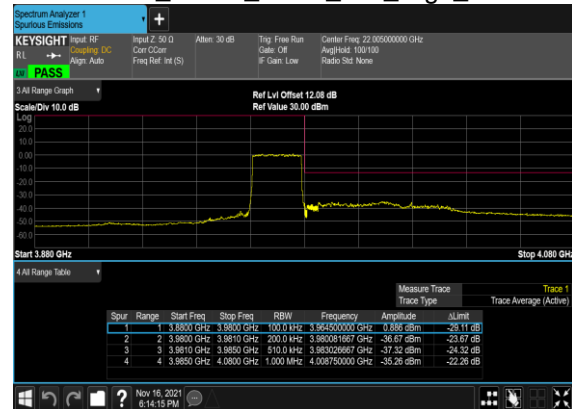 Spectrum Analyzer 1
Spurious Emissions
+
KEYSIGHT Input: RF Input Z: 50 Ω Atten: 30 dB Trig: Free Run Center Freq: 22.005000000 GHz
RL Coupling: DC Corr CCorr Gate: Off Avg|Hold: 100/100
Align: Auto Freq Ref: Int (S) IF Gain: Low Radio Std: None
PASS
3 All Range Graph
Ref Lvl Offset 12.08 dB
Scale/Div 10.0 dB Ref Value 30.00 dBm
Log
20.0
10.0
0.00
-10.0
-20.0
-30.0
-40.0
-50.0
-60.0
Start 3.880 GHz Stop 4.080 GHz
4 All Range Table
Measure Trace Trace 1
Trace Type Trace Average (Active)
Spur Range Start Freq Stop Freq RBW Frequency Amplitude ΔLimit
1 1 3.8800 GHz 3.9800 GHz 100.0 kHz 3.964500000 GHz 0.886 dBm -29.11 dB
2 2 3.9800 GHz 3.9810 GHz 200.0 kHz 3.980081667 GHz -36.67 dBm -23.67 dB
3 3 3.9810 GHz 3.9850 GHz 510.0 kHz 3.983026667 GHz -37.32 dBm -24.32 dB
4 4 3.9850 GHz 4.0800 GHz 1.000 MHz 4.008750000 GHz -35.26 dBm -22.26 dB
? Nov 16, 2021
6:14:15 PM